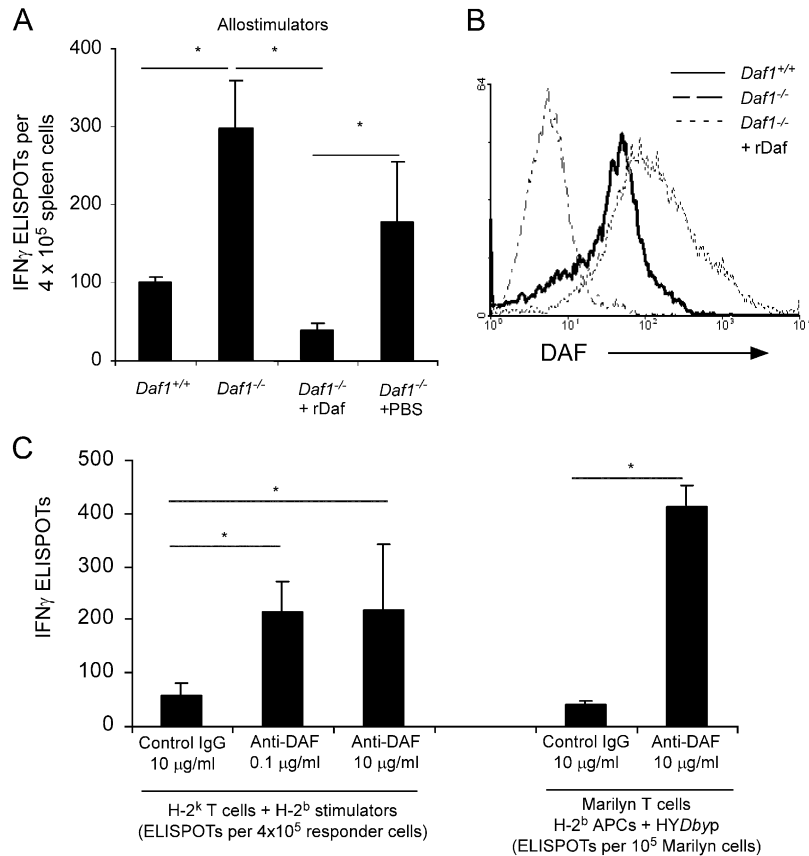 A
Allostimulators
IFNγ ELISPOTs per
4 x 10⁵ spleen cells
400
300
200
100
0
*
*
*
Daf1⁺/⁺
Daf1⁻/⁻
Daf1⁻/⁻
+ rDaf
Daf1⁻/⁻
+PBS
B
64
0
10⁰
10¹
10²
10³
DAF
Daf1⁺/⁺
Daf1⁻/⁻
Daf1⁻/⁻
+ rDaf
C
IFNγ ELISPOTs
500
400
300
200
100
0
*
*
*
Control IgG
10 µg/ml
Anti-DAF
0.1 µg/ml
Anti-DAF
10 µg/ml
H-2ᵏ T cells + H-2ᵇ stimulators
(ELISPOTs per 4x10⁵ responder cells)
Control IgG
10 µg/ml
Anti-DAF
10 µg/ml
Marilyn T cells
H-2ᵇ APCs + HYDbyp
(ELISPOTs per 10⁵ Marilyn cells)